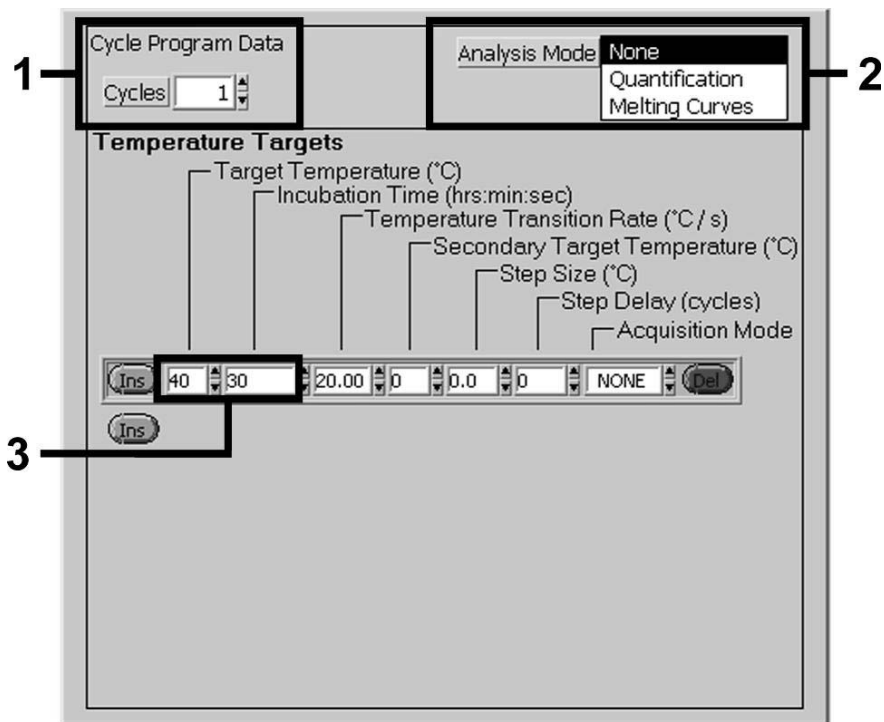 1
Cycle Program Data
Cycles 1
Analysis Mode None
Quantification
Melting Curves
2
Temperature Targets
Target Temperature (°C)
Incubation Time (hrs:min:sec)
Temperature Transition Rate (°C / s)
Secondary Target Temperature (°C)
Step Size (°C)
Step Delay (cycles)
Acquisition Mode
Ins 40 30 20.00 0 0.0 0 NONE Del
Ins
3